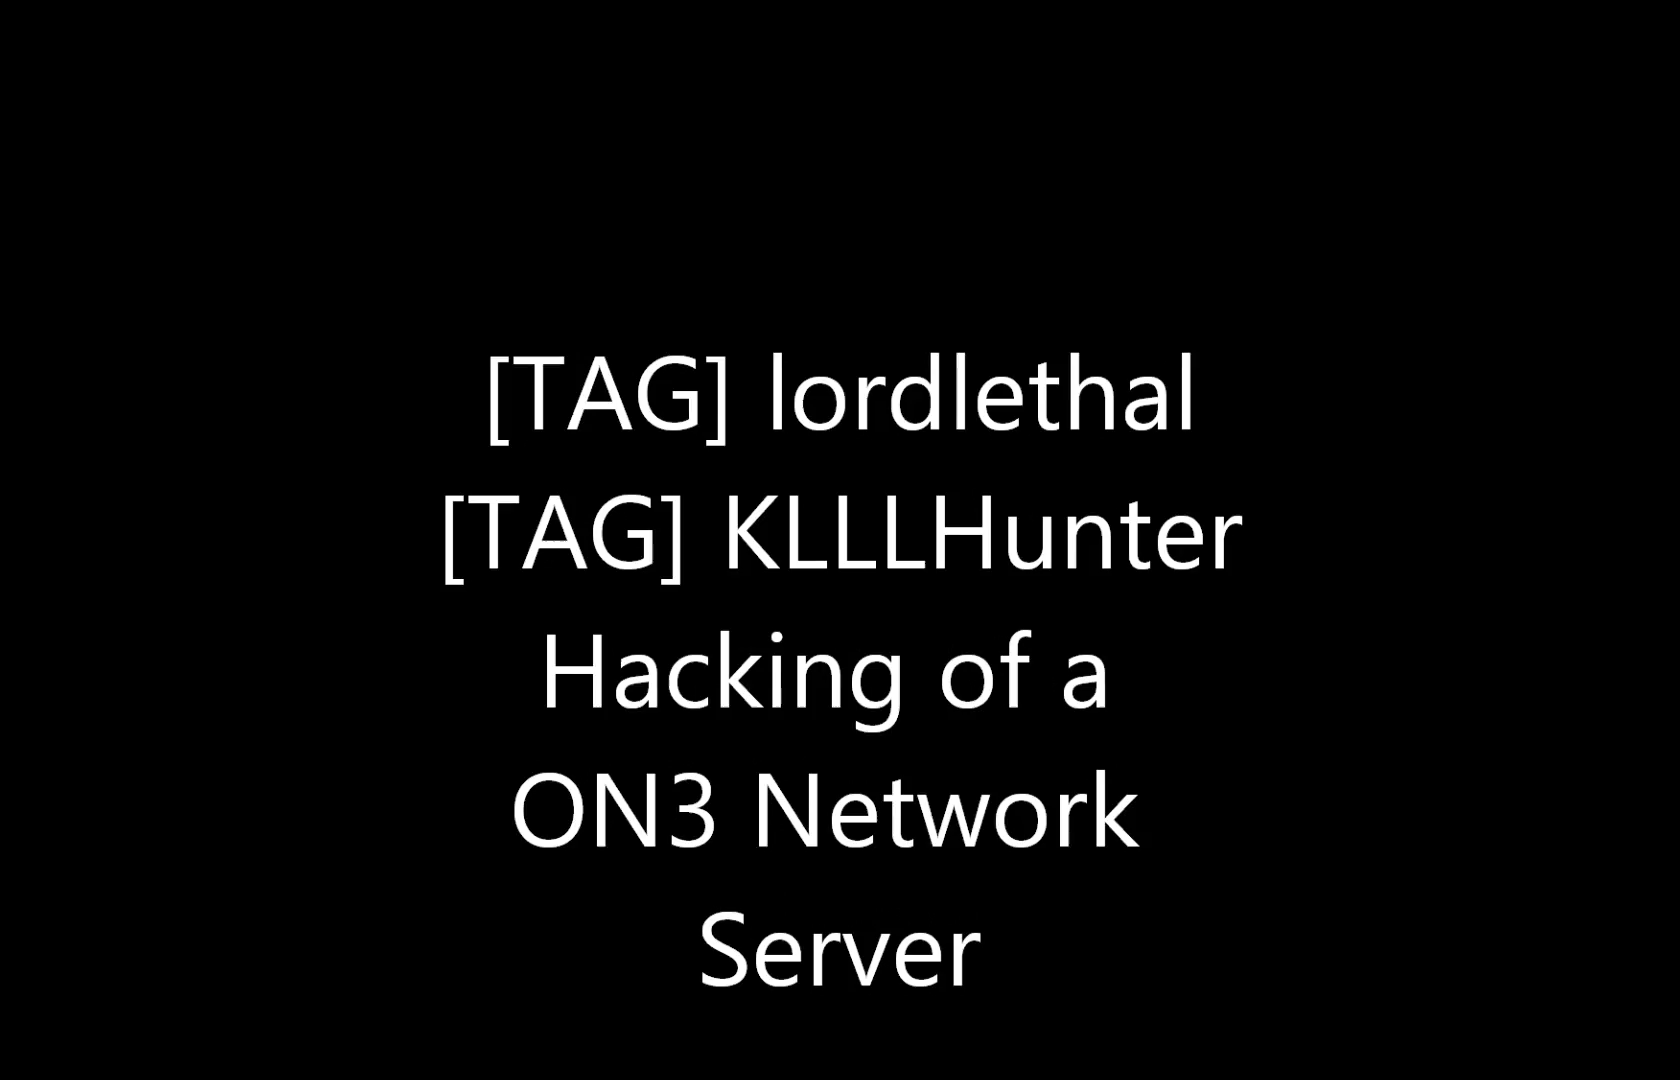 [TAG] lordlethal
[TAG] KLLLHunter
Hacking of a
ON3 Network
Server